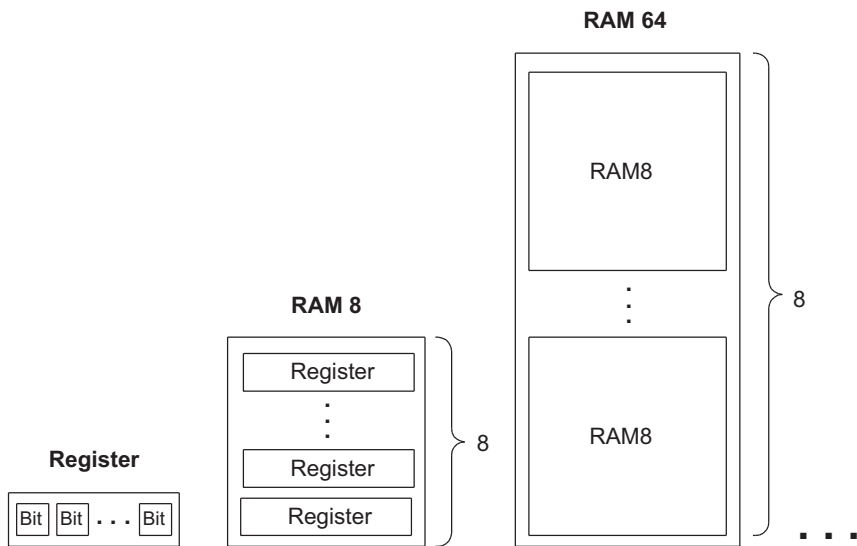 RAM 64
RAM8
.
.
.
8
RAM8
RAM 8
Register
.
.
.
Register
Register
8
Register
Bit Bit . . . Bit
. . .